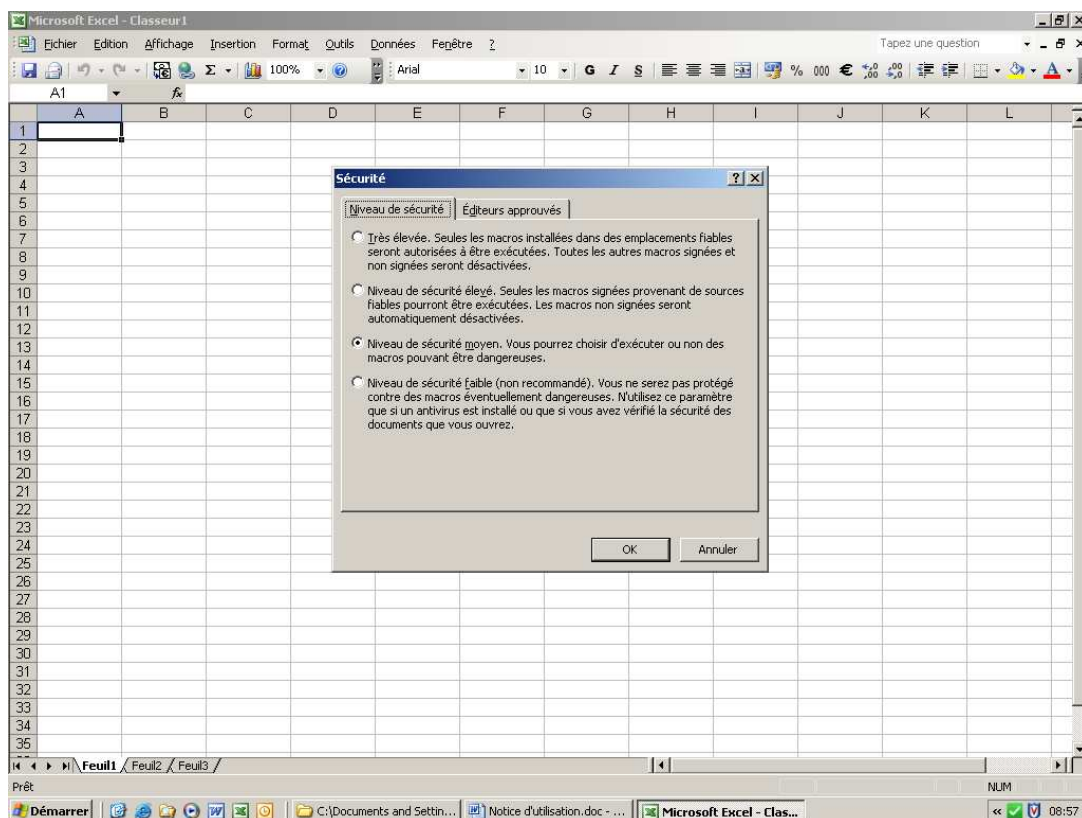 Microsoft Excel - Classeur1
Fichier Edition Affichage Insertion Format Outils Données Fenêtre ? Tapez une question
100% Arial 10 G I S % 000 €
A1 fx
A B C D E F G H I J K L
1
2
3
4
5
6
7
8
9
10
11
12
13
14
15
16
17
18
19
20
21
22
23
24
25
26
27
28
29
30
31
32
33
34
35
Sécurité
Niveau de sécurité Éditeurs approuvés
Très élevée. Seules les macros installées dans des emplacements fiables
seront autorisées à être exécutées. Toutes les autres macros signées et
non signées seront désactivées.
Niveau de sécurité élevé. Seules les macros signées provenant de sources
fiables pourront être exécutées. Les macros non signées seront
automatiquement désactivées.
Niveau de sécurité moyen. Vous pourrez choisir d'exécuter ou non des
macros pouvant être dangereuses.
Niveau de sécurité faible (non recommandé). Vous ne serez pas protégé
contre des macros éventuellement dangereuses. N'utilisez ce paramètre
que si un antivirus est installé ou que si vous avez vérifié la sécurité des
documents que vous ouvrez.
OK Annuler
Feuil1 Feuil2 Feuil3
Prêt NUM
Démarrer C:\Documents and Settin... Notice d'utilisation.doc - ... Microsoft Excel - Clas... 08:57